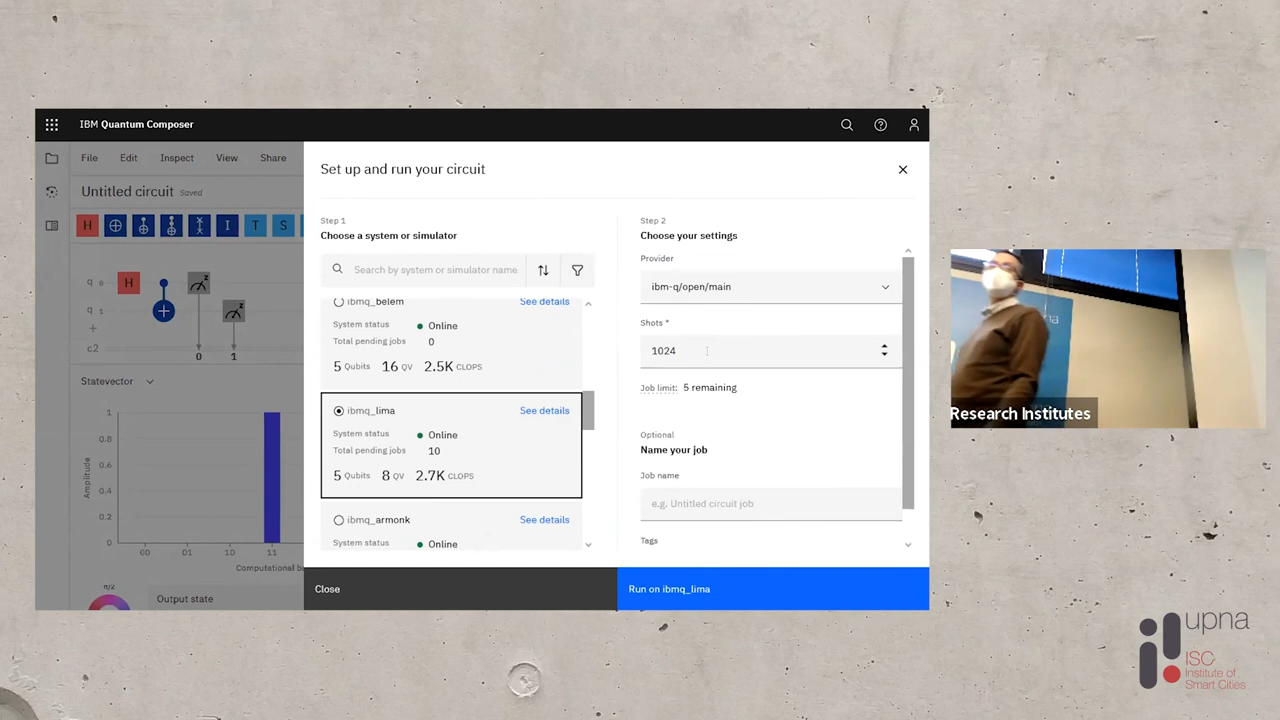 IBM Quantum Composer
File Edit Inspect View Share
Untitled circuit Saved
H I T S
H z
q 0
q 1 z
+
c2 0 1
Statevector
Amplitude
1
0.8
0.6
0.4
0.2
0
00 01 10 11
Computational b
π/2
Output state
Set up and run your circuit
Step 1
Choose a system or simulator
Search by system or simulator name
ibmq_belem See details
System status Online
Total pending jobs 0
5 Qubits 16 QV 2.5K CLOPS
ibmq_lima See details
System status Online
Total pending jobs 10
5 Qubits 8 QV 2.7K CLOPS
ibmq_armonk See details
System status Online
Close
Step 2
Choose your settings
Provider
ibm-q/open/main
Shots *
1024
Job limit: 5 remaining
Optional
Name your job
Job name
e.g. Untitled circuit job
Tags
Run on ibmq_lima
Research Institutes
upna
ISC
Institute of
Smart Cities